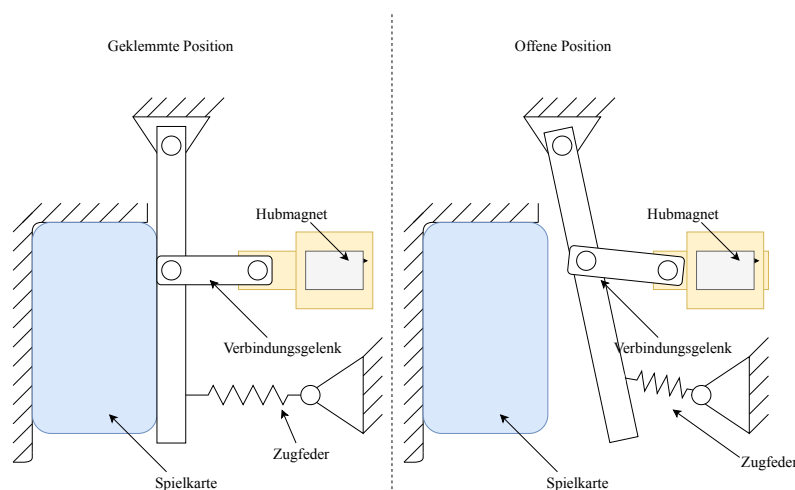 Geklemmte Position
Offene Position
Hubmagnet
Hubmagnet
Verbindungsgelenk
Verbindungsgelenk
Zugfeder
Zugfeder
Spielkarte
Spielkarte